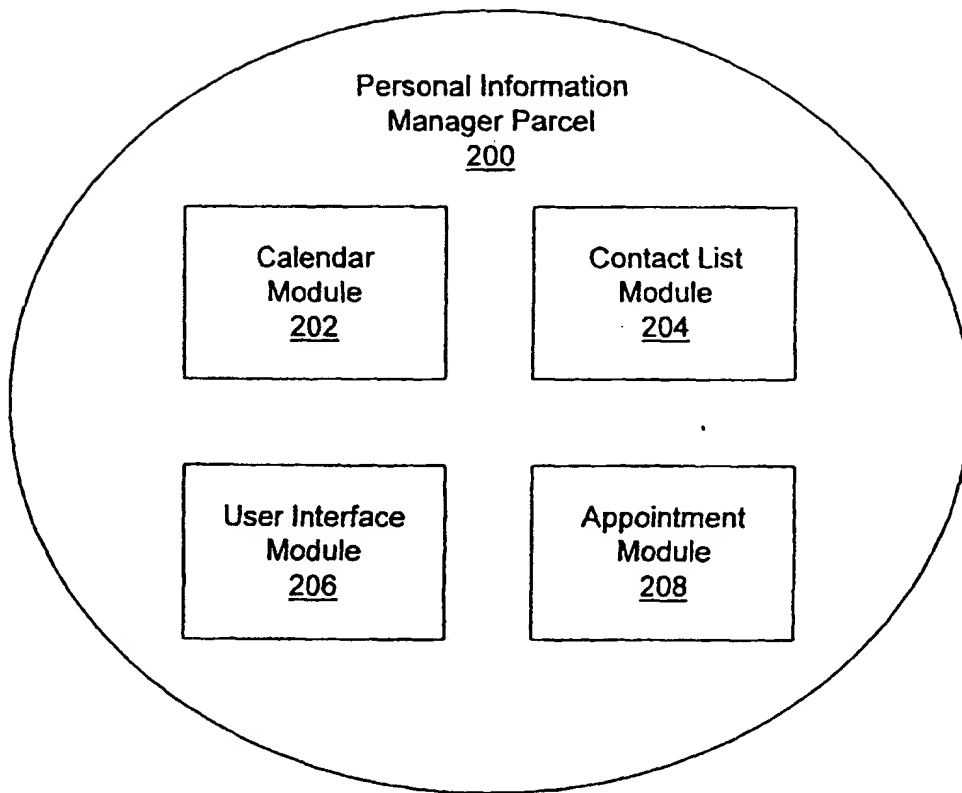 Personal Information
Manager Parcel
200
Calendar
Module
202
Contact List
Module
204
User Interface
Module
206
Appointment
Module
208